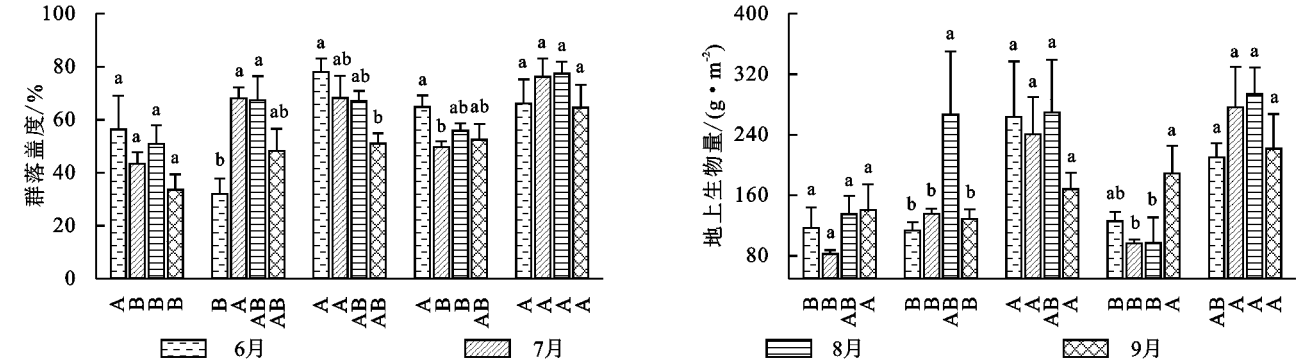 群落盖度/%
100
80
60
40
20
0
a a a a
b a a ab
a ab ab b
a b ab ab
a a a a
A B B B
B A AB AB
A A AB AB
A B B AB
A A A A
地上生物量/(g·m⁻²)
400
320
240
160
80
a a a a
b b a b
a a a a
ab b b a
a a a a
B B AB A
B B AB B
A A AB A
B B B A
AB A A A
6月 7月 8月 9月